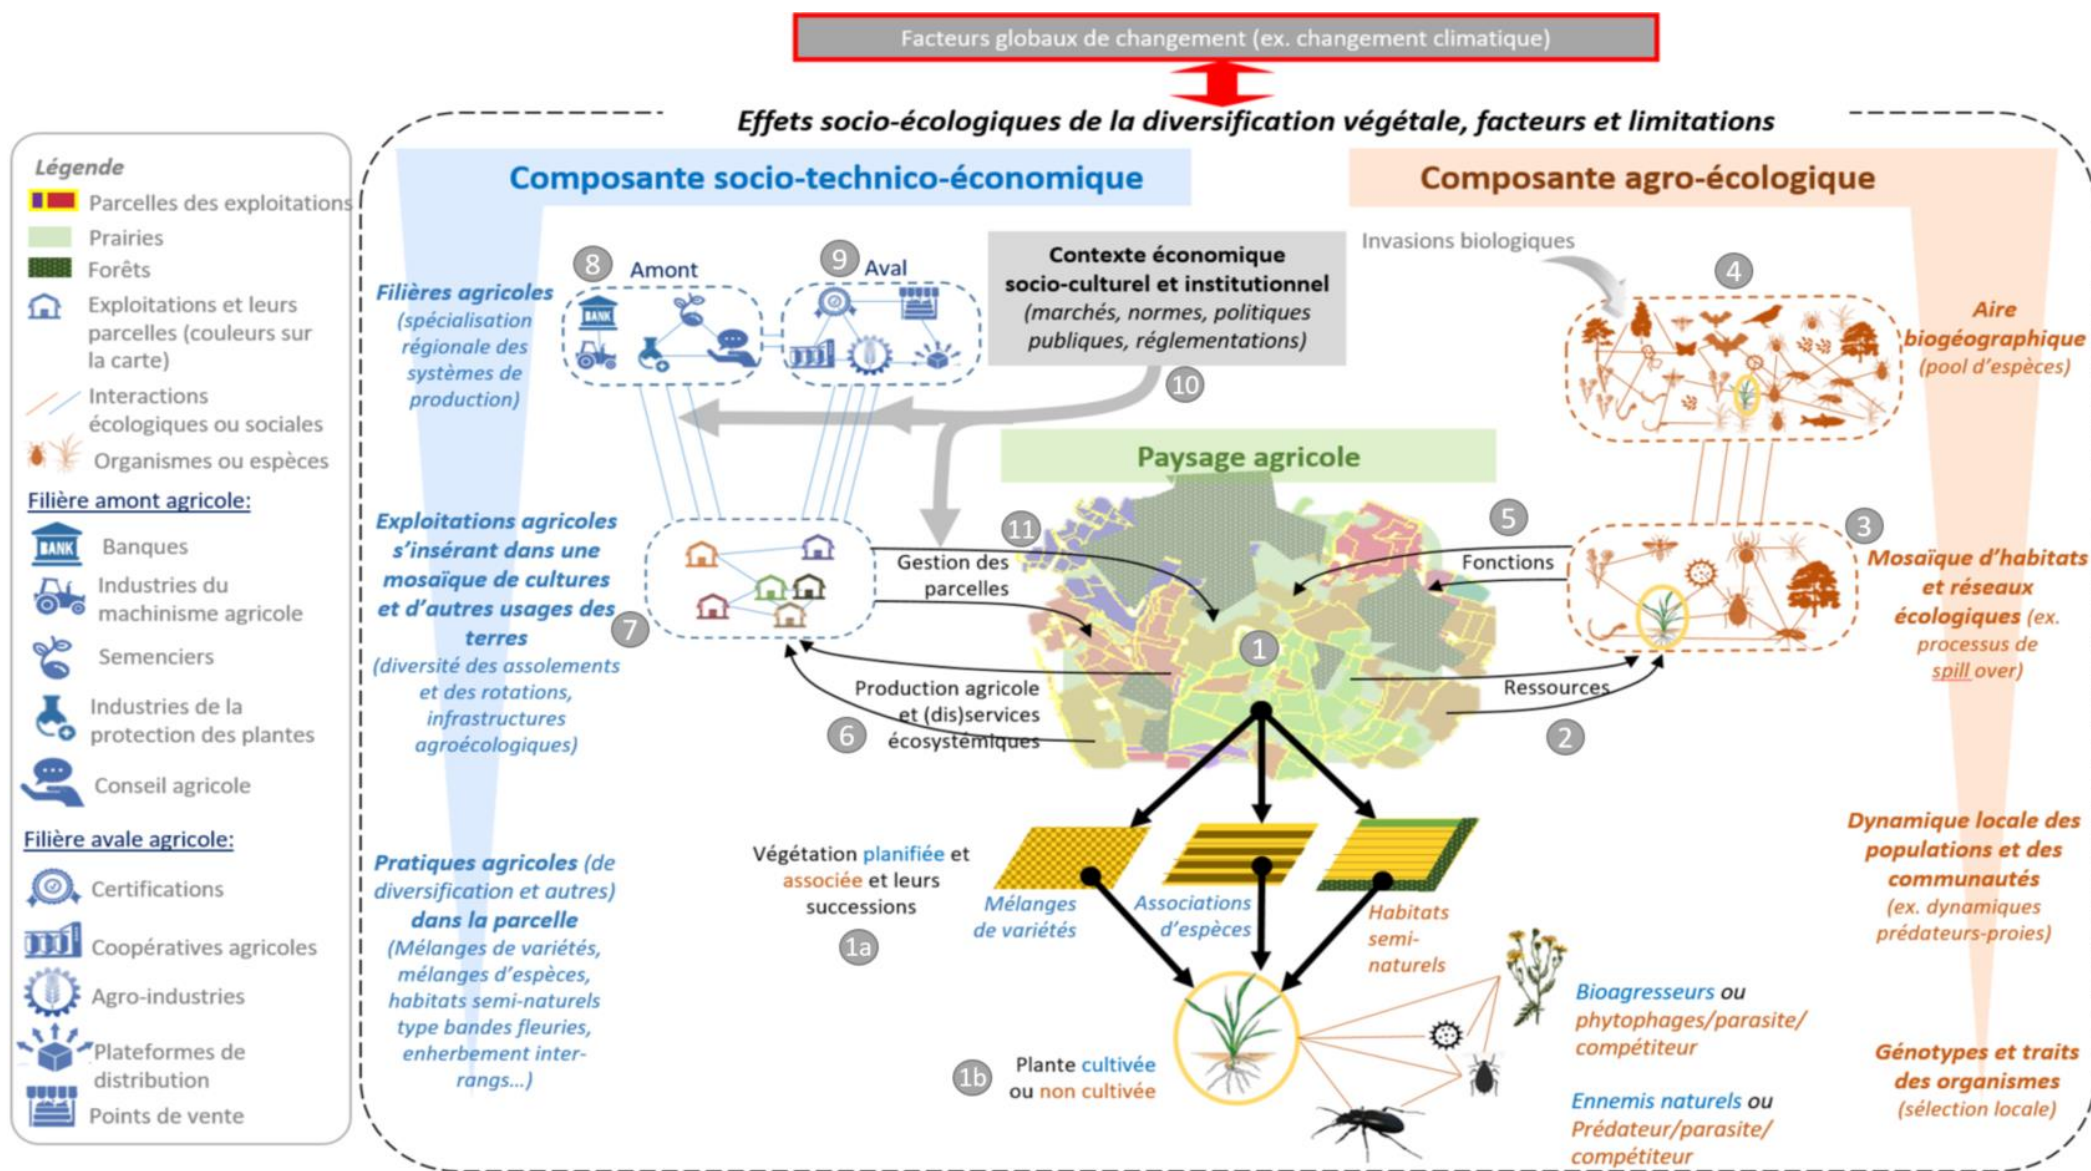 Facteurs globaux de changement (ex. changement climatique)
Effets socio-écologiques de la diversification végétale, facteurs et limitations
Légende
Parcelles des exploitations
Prairies
Forêts
Exploitations et leurs
parcelles (couleurs sur
la carte)
Interactions
écologiques ou sociales
Organismes ou espèces
Filière amont agricole:
BANK
Banques
Industries du
machinisme agricole
Semenciers
Industries de la
protection des plantes
Conseil agricole
Filière avale agricole:
Certifications
Coopératives agricoles
Agro-industries
Plateformes de
distribution
Points de vente
Composante socio-technico-économique
Filières agricoles
(spécialisation
régionale des
systèmes de
production)
Exploitations agricoles
s'insérant dans une
mosaïque de cultures
et d'autres usages des
terres
(diversité des assolements
et des rotations,
infrastructures
agroécologiques)
Pratiques agricoles (de
diversification et autres)
dans la parcelle
(Mélanges de variétés,
mélanges d'espèces,
habitats semi-naturels
type bandes fleuries,
enherbement inter-
rangs...)
8
Amont
BANK
9
Aval
Contexte économique
socio-culturel et institutionnel
(marchés, normes, politiques
publiques, réglementations)
10
7
Paysage agricole
11
Gestion des
parcelles
5
Fonctions
1
Production agricole
et (dis)services
écosystémiques
6
Ressources
2
Végétation planifiée et
associée et leurs
successions
1a
Mélanges
de variétés
Associations
d'espèces
Habitats
semi-
naturels
1b
Plante cultivée
ou non cultivée
Bioagresseurs ou
phytophages/parasite/
compétiteur
Ennemis naturels ou
Prédateur/parasite/
compétiteur
Composante agro-écologique
Invasions biologiques
4
Aire
biogéographique
(pool d'espèces)
3
Mosaïque d'habitats
et réseaux
écologiques (ex.
processus de
spill over)
Dynamique locale des
populations et des
communautés
(ex. dynamiques
prédateurs-proies)
Génotypes et traits
des organismes
(sélection locale)